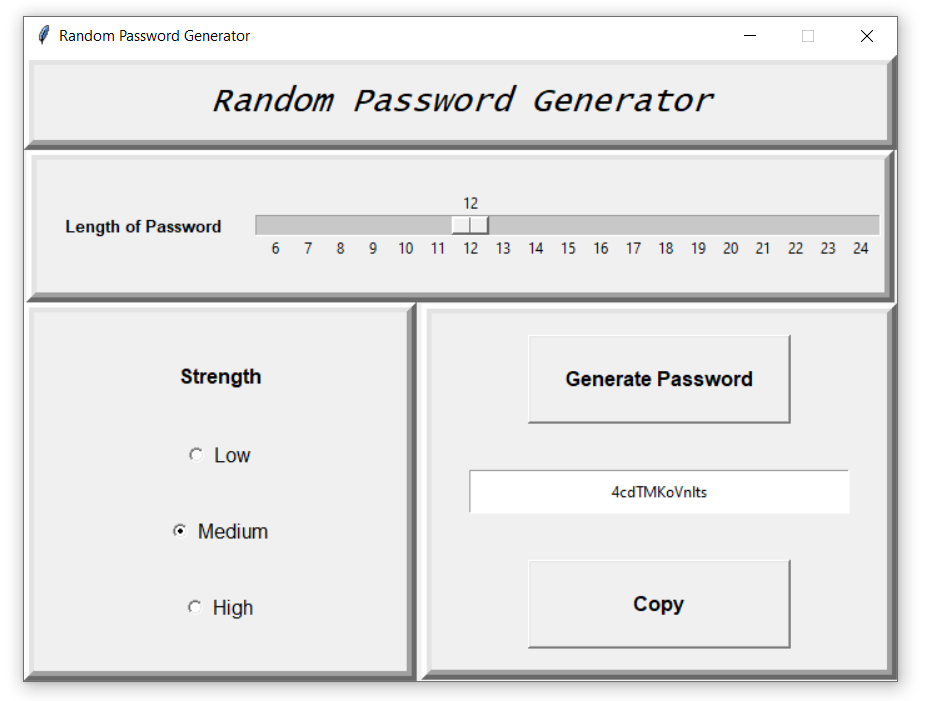 Random Password Generator
Random Password Generator
12
Length of Password
6 7 8 9 10 11 12 13 14 15 16 17 18 19 20 21 22 23 24
Strength
Low
Medium
High
Generate Password
4cdTMKoVnlts
Copy